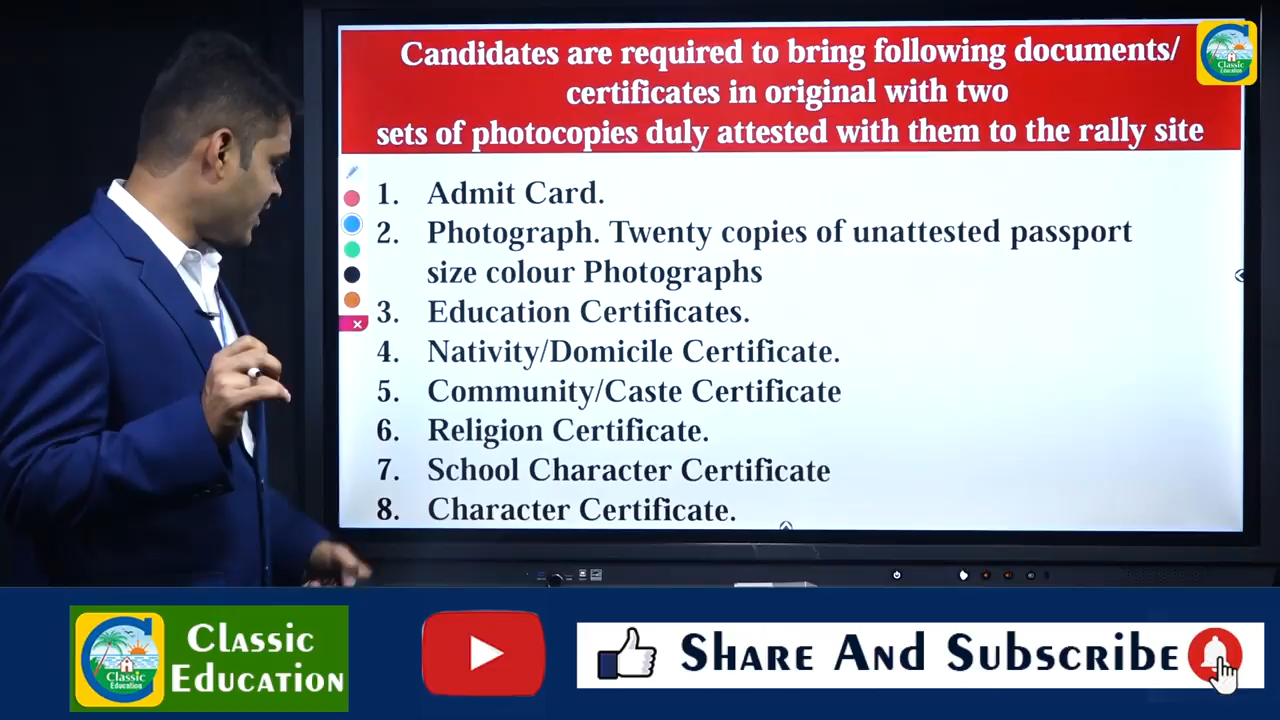 Candidates are required to bring following documents/
certificates in original with two
sets of photocopies duly attested with them to the rally site
Classic
Education
1. Admit Card.
2. Photograph. Twenty copies of unattested passport
size colour Photographs
3. Education Certificates.
4. Nativity/Domicile Certificate.
5. Community/Caste Certificate
6. Religion Certificate.
7. School Character Certificate
8. Character Certificate.
Classic
Education
Classic
Education
Share And Subscribe